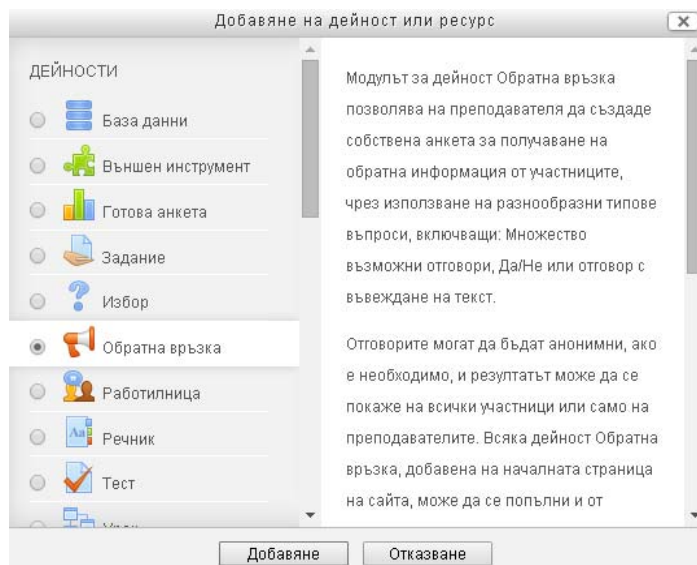 Добавяне на дейност или ресурс
ДЕЙНОСТИ
База данни
Външен инструмент
Готова анкета
Задание
Избор
Обратна връзка
Работилница
Речник
Тест
Модулът за дейност Обратна връзка
позволява на преподавателя да създаде
собствена анкета за получаване на
обратна информация от участниците,
чрез използване на разнообразни типове
въпроси, включващи: Множество
възможни отговори, Да/Не или отговор с
въвеждане на текст.
Отговорите могат да бъдат анонимни, ако
е необходимо, и резултатът може да се
покаже на всички участници или само на
преподавателите. Всяка дейност Обратна
връзка, добавена на началната страница
на сайта, може да се попълни и от
Добавяне
Отказване